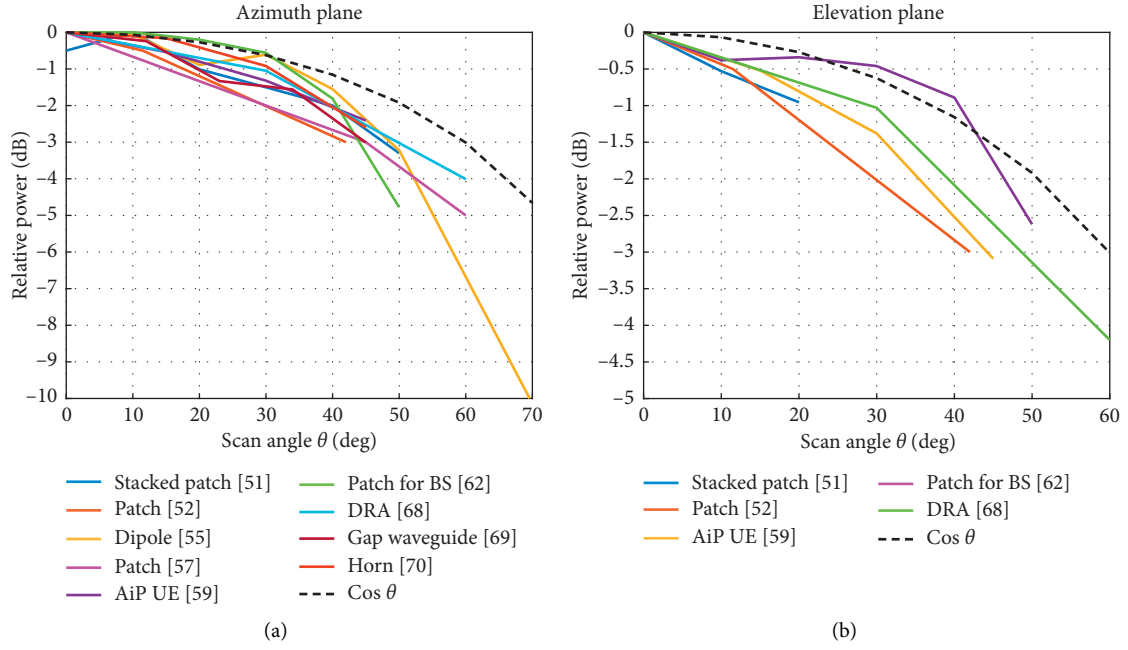 Azimuth plane
0
−1
−2
−3
−4
−5
−6
−7
−8
−9
−10
Relative power (dB)
0 10 20 30 40 50 60 70
Scan angle θ (deg)
Stacked patch [51]
Patch [52]
Dipole [55]
Patch [57]
AiP UE [59]
Patch for BS [62]
DRA [68]
Gap waveguide [69]
Horn [70]
Cos θ
(a)
Elevation plane
0
−0.5
−1
−1.5
−2
−2.5
−3
−3.5
−4
−4.5
−5
Relative power (dB)
0 10 20 30 40 50 60
Scan angle θ (deg)
Stacked patch [51]
Patch [52]
AiP UE [59]
Patch for BS [62]
DRA [68]
Cos θ
(b)